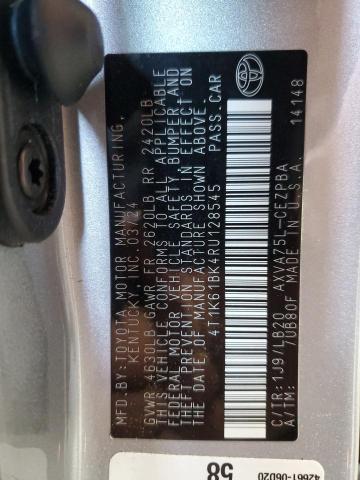 MFD.BY:TOYOTA MOTOR MANUFACTURING,
KENTUCKY, INC.03/24
GVWR 4630LB GAWR FR 2620LB RR 2420LB
THIS VEHICLE CONFORMS TO ALL APPLICABLE
FEDERAL MOTOR VEHICLE SAFETY, BUMPER AND
THEFT PREVENTION STANDARDS IN EFFECT ON
THE DATE OF MANUFACTURE SHOWN ABOVE.
4T1K61BK4RU128545 PASS.CAR
C/TR:1J9/LB20 AXVA75L-CEZPBA
A/TM: UB80F MADE IN U.S.A. 14148
42661-06D20
58